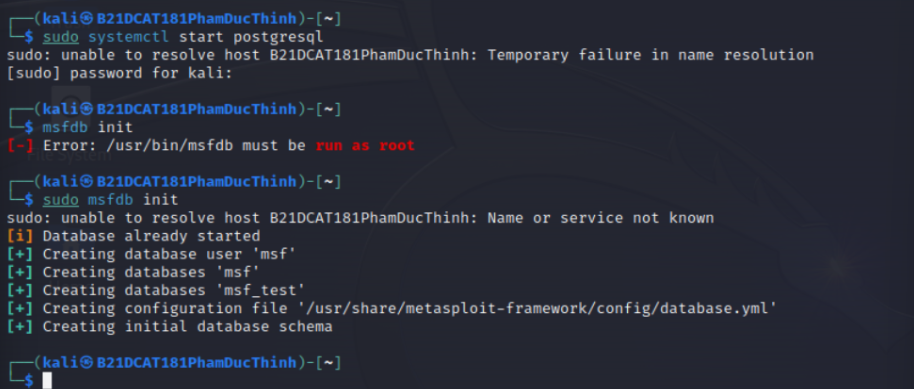 ┌──(kali㉿B21DCAT181PhamDucThinh)-[~]
└─$ sudo systemctl start postgresql
sudo: unable to resolve host B21DCAT181PhamDucThinh: Temporary failure in name resolution
[sudo] password for kali:
┌──(kali㉿B21DCAT181PhamDucThinh)-[~]
└─$ msfdb init
[-] Error: /usr/bin/msfdb must be run as root
File System
┌──(kali㉿B21DCAT181PhamDucThinh)-[~]
└─$ sudo msfdb init
sudo: unable to resolve host B21DCAT181PhamDucThinh: Name or service not known
[i] Database already started
[+] Creating database user 'msf'
[+] Creating databases 'msf'
[+] Creating databases 'msf_test'
[+] Creating configuration file '/usr/share/metasploit-framework/config/database.yml'
[+] Creating initial database schema
┌──(kali㉿B21DCAT181PhamDucThinh)-[~]
└─$